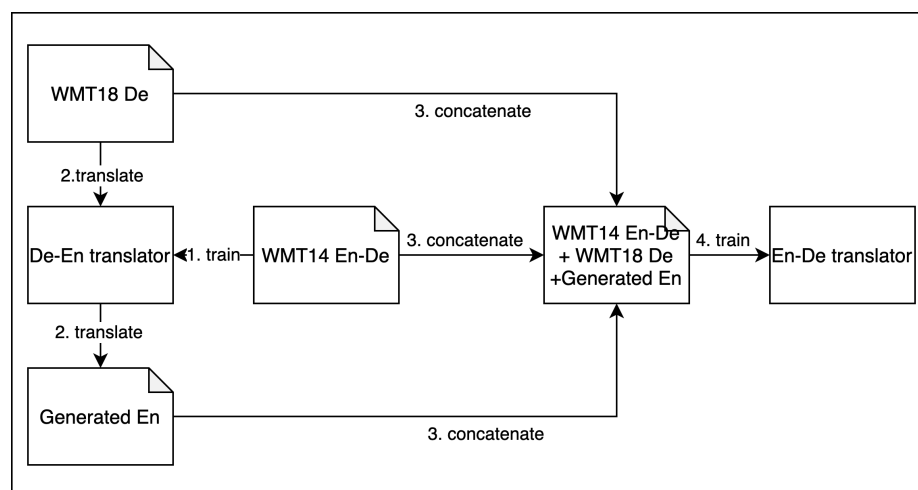 WMT18 De
3. concatenate
2.translate
De-En translator
1. train
WMT14 En-De
3. concatenate
WMT14 En-De
+ WMT18 De
+Generated En
4. train
En-De translator
2. translate
Generated En
3. concatenate